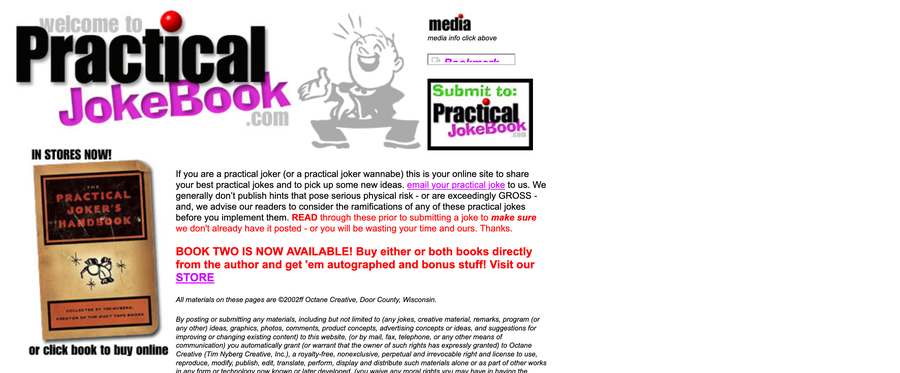 welcome to
Practical
JokeBook
.com
media
media info click above
Bookmark
Submit to:
Practical
JokeBook
.com
IN STORES NOW!
THE
PRACTICAL
JOKER'S
HANDBOOK
COLLECTED BY TIM NYBERG,
CREATOR OF THE DUCT TAPE BOOKS
or click book to buy online
If you are a practical joker (or a practical joker wannabe) this is your online site to share
your best practical jokes and to pick up some new ideas. email your practical joke to us. We
generally don't publish hints that pose serious physical risk - or are exceedingly GROSS -
and, we advise our readers to consider the ramifications of any of these practical jokes
before you implement them. READ through these prior to submitting a joke to make sure
we don't already have it posted - or you will be wasting your time and ours. Thanks.
BOOK TWO IS NOW AVAILABLE! Buy either or both books directly
from the author and get 'em autographed and bonus stuff! Visit our
STORE
All materials on these pages are ©2002ff Octane Creative, Door County, Wisconsin.
By posting or submitting any materials, including but not limited to (any jokes, creative material, remarks, program (or
any other) ideas, graphics, photos, comments, product concepts, advertising concepts or ideas, and suggestions for
improving or changing existing content) to this website, (or by mail, fax, telephone, or any other means of
communication) you automatically grant (or warrant that the owner of such rights has expressly granted) to Octane
Creative (Tim Nyberg Creative, Inc.), a royalty-free, nonexclusive, perpetual and irrevocable right and license to use,
reproduce, modify, publish, edit, translate, perform, display and distribute such materials alone or as part of other works
in any form or technology now known or later developed. (you waive any moral rights you may have in having the